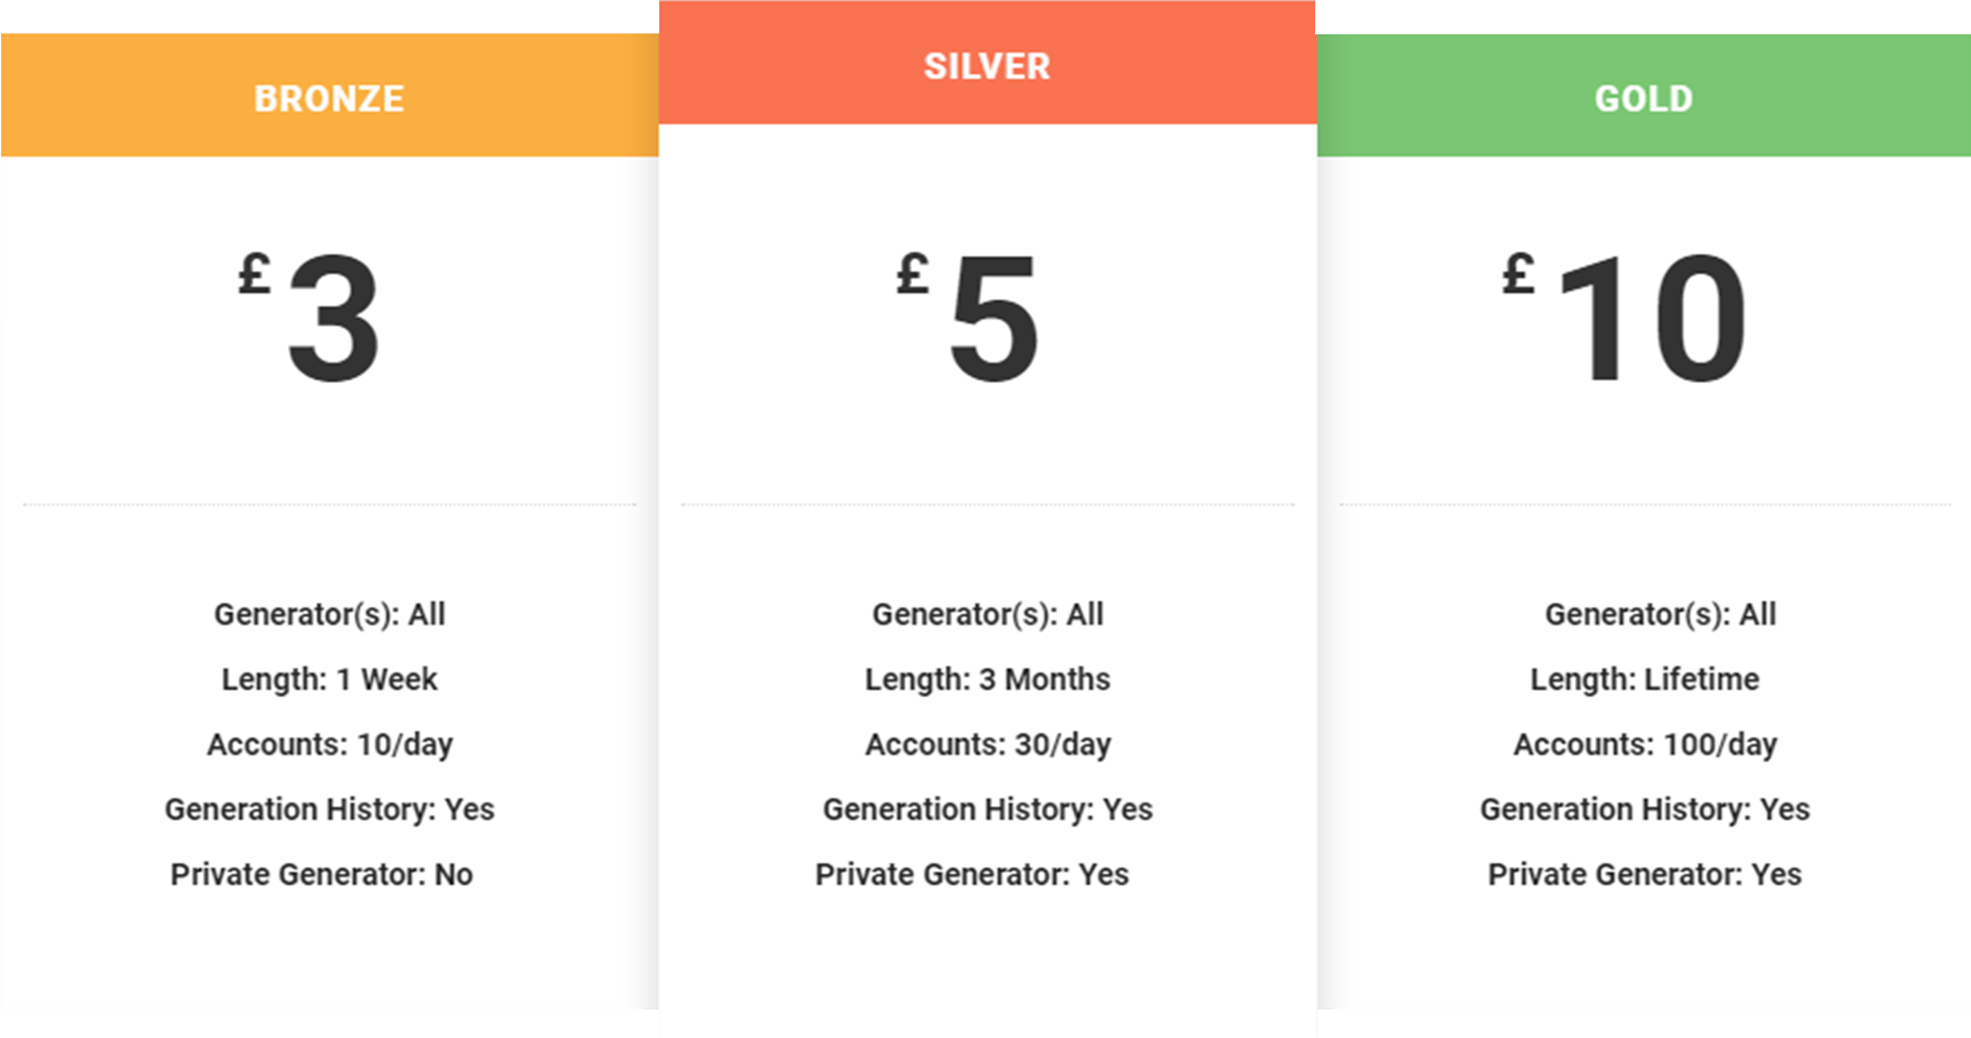 BRONZE
£3
Generator(s): All
Length: 1 Week
Accounts: 10/day
Generation History: Yes
Private Generator: No
SILVER
£5
Generator(s): All
Length: 3 Months
Accounts: 30/day
Generation History: Yes
Private Generator: Yes
GOLD
£10
Generator(s): All
Length: Lifetime
Accounts: 100/day
Generation History: Yes
Private Generator: Yes